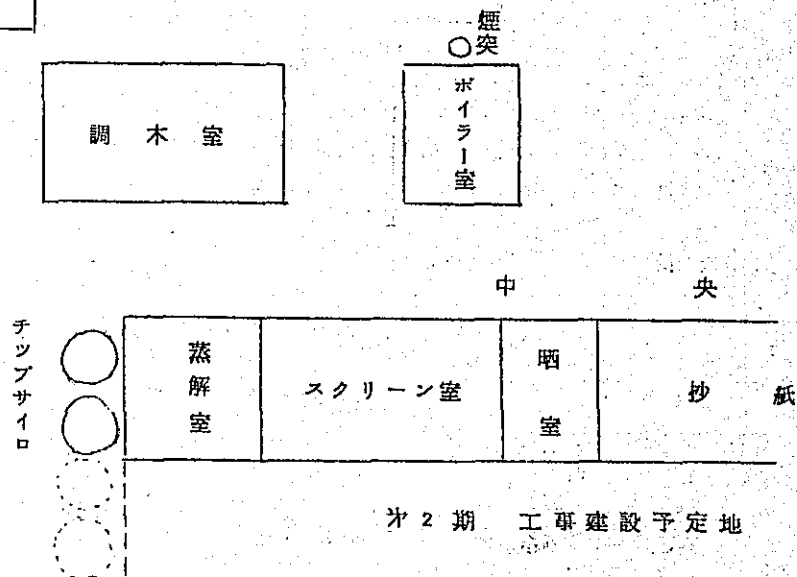 煙突
調木室
ボイラー室
中央
チップサイロ
蒸解室
スクリーン室
晒室
抄紙
才2期 工事建設予定地